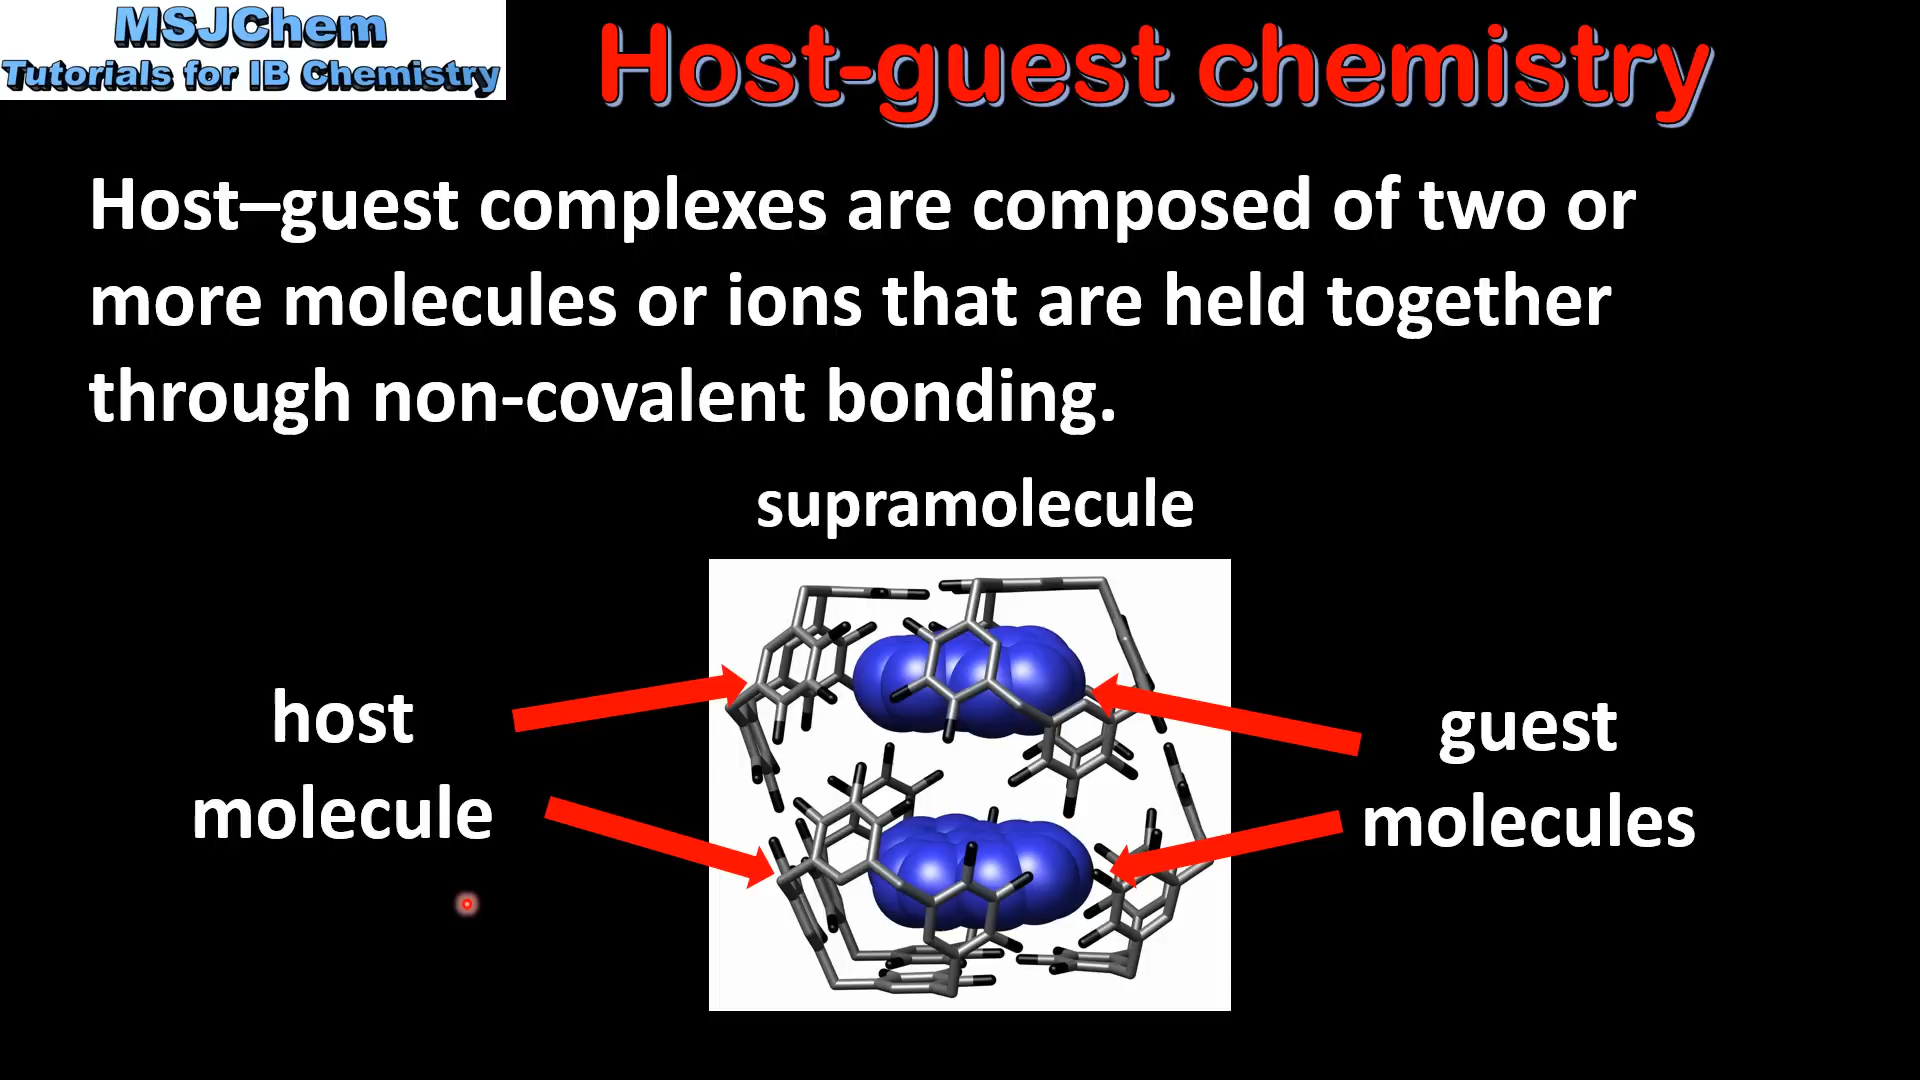 MSJChem
Tutorials for IB Chemistry
Host-guest chemistry
Host–guest complexes are composed of two or
more molecules or ions that are held together
through non-covalent bonding.
supramolecule
host
molecule
guest
molecules